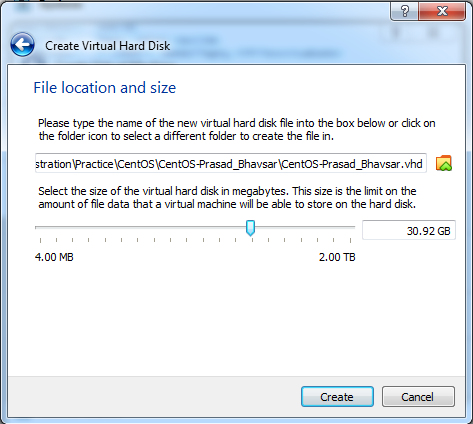 Create Virtual Hard Disk
File location and size
Please type the name of the new virtual hard disk file into the box below or click on
the folder icon to select a different folder to create the file in.
stration\Practice\CentOS\CentOS-Prasad_Bhavsar\CentOS-Prasad_Bhavsar.vhd
Select the size of the virtual hard disk in megabytes. This size is the limit on the
amount of file data that a virtual machine will be able to store on the hard disk.
30.92 GB
4.00 MB 2.00 TB
Create Cancel